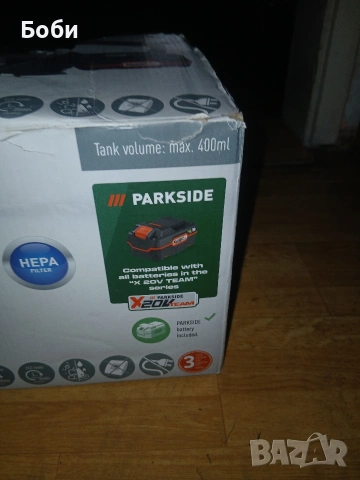 Боби
Tank volume: max. 400ml
/// PARKSIDE
HEPA
FILTER
Compatible with
all batteries in the
"X 20V TEAM"
series
/// PARKSIDE
X20V TEAM
PARKSIDE
battery
included.
3
BAZAR